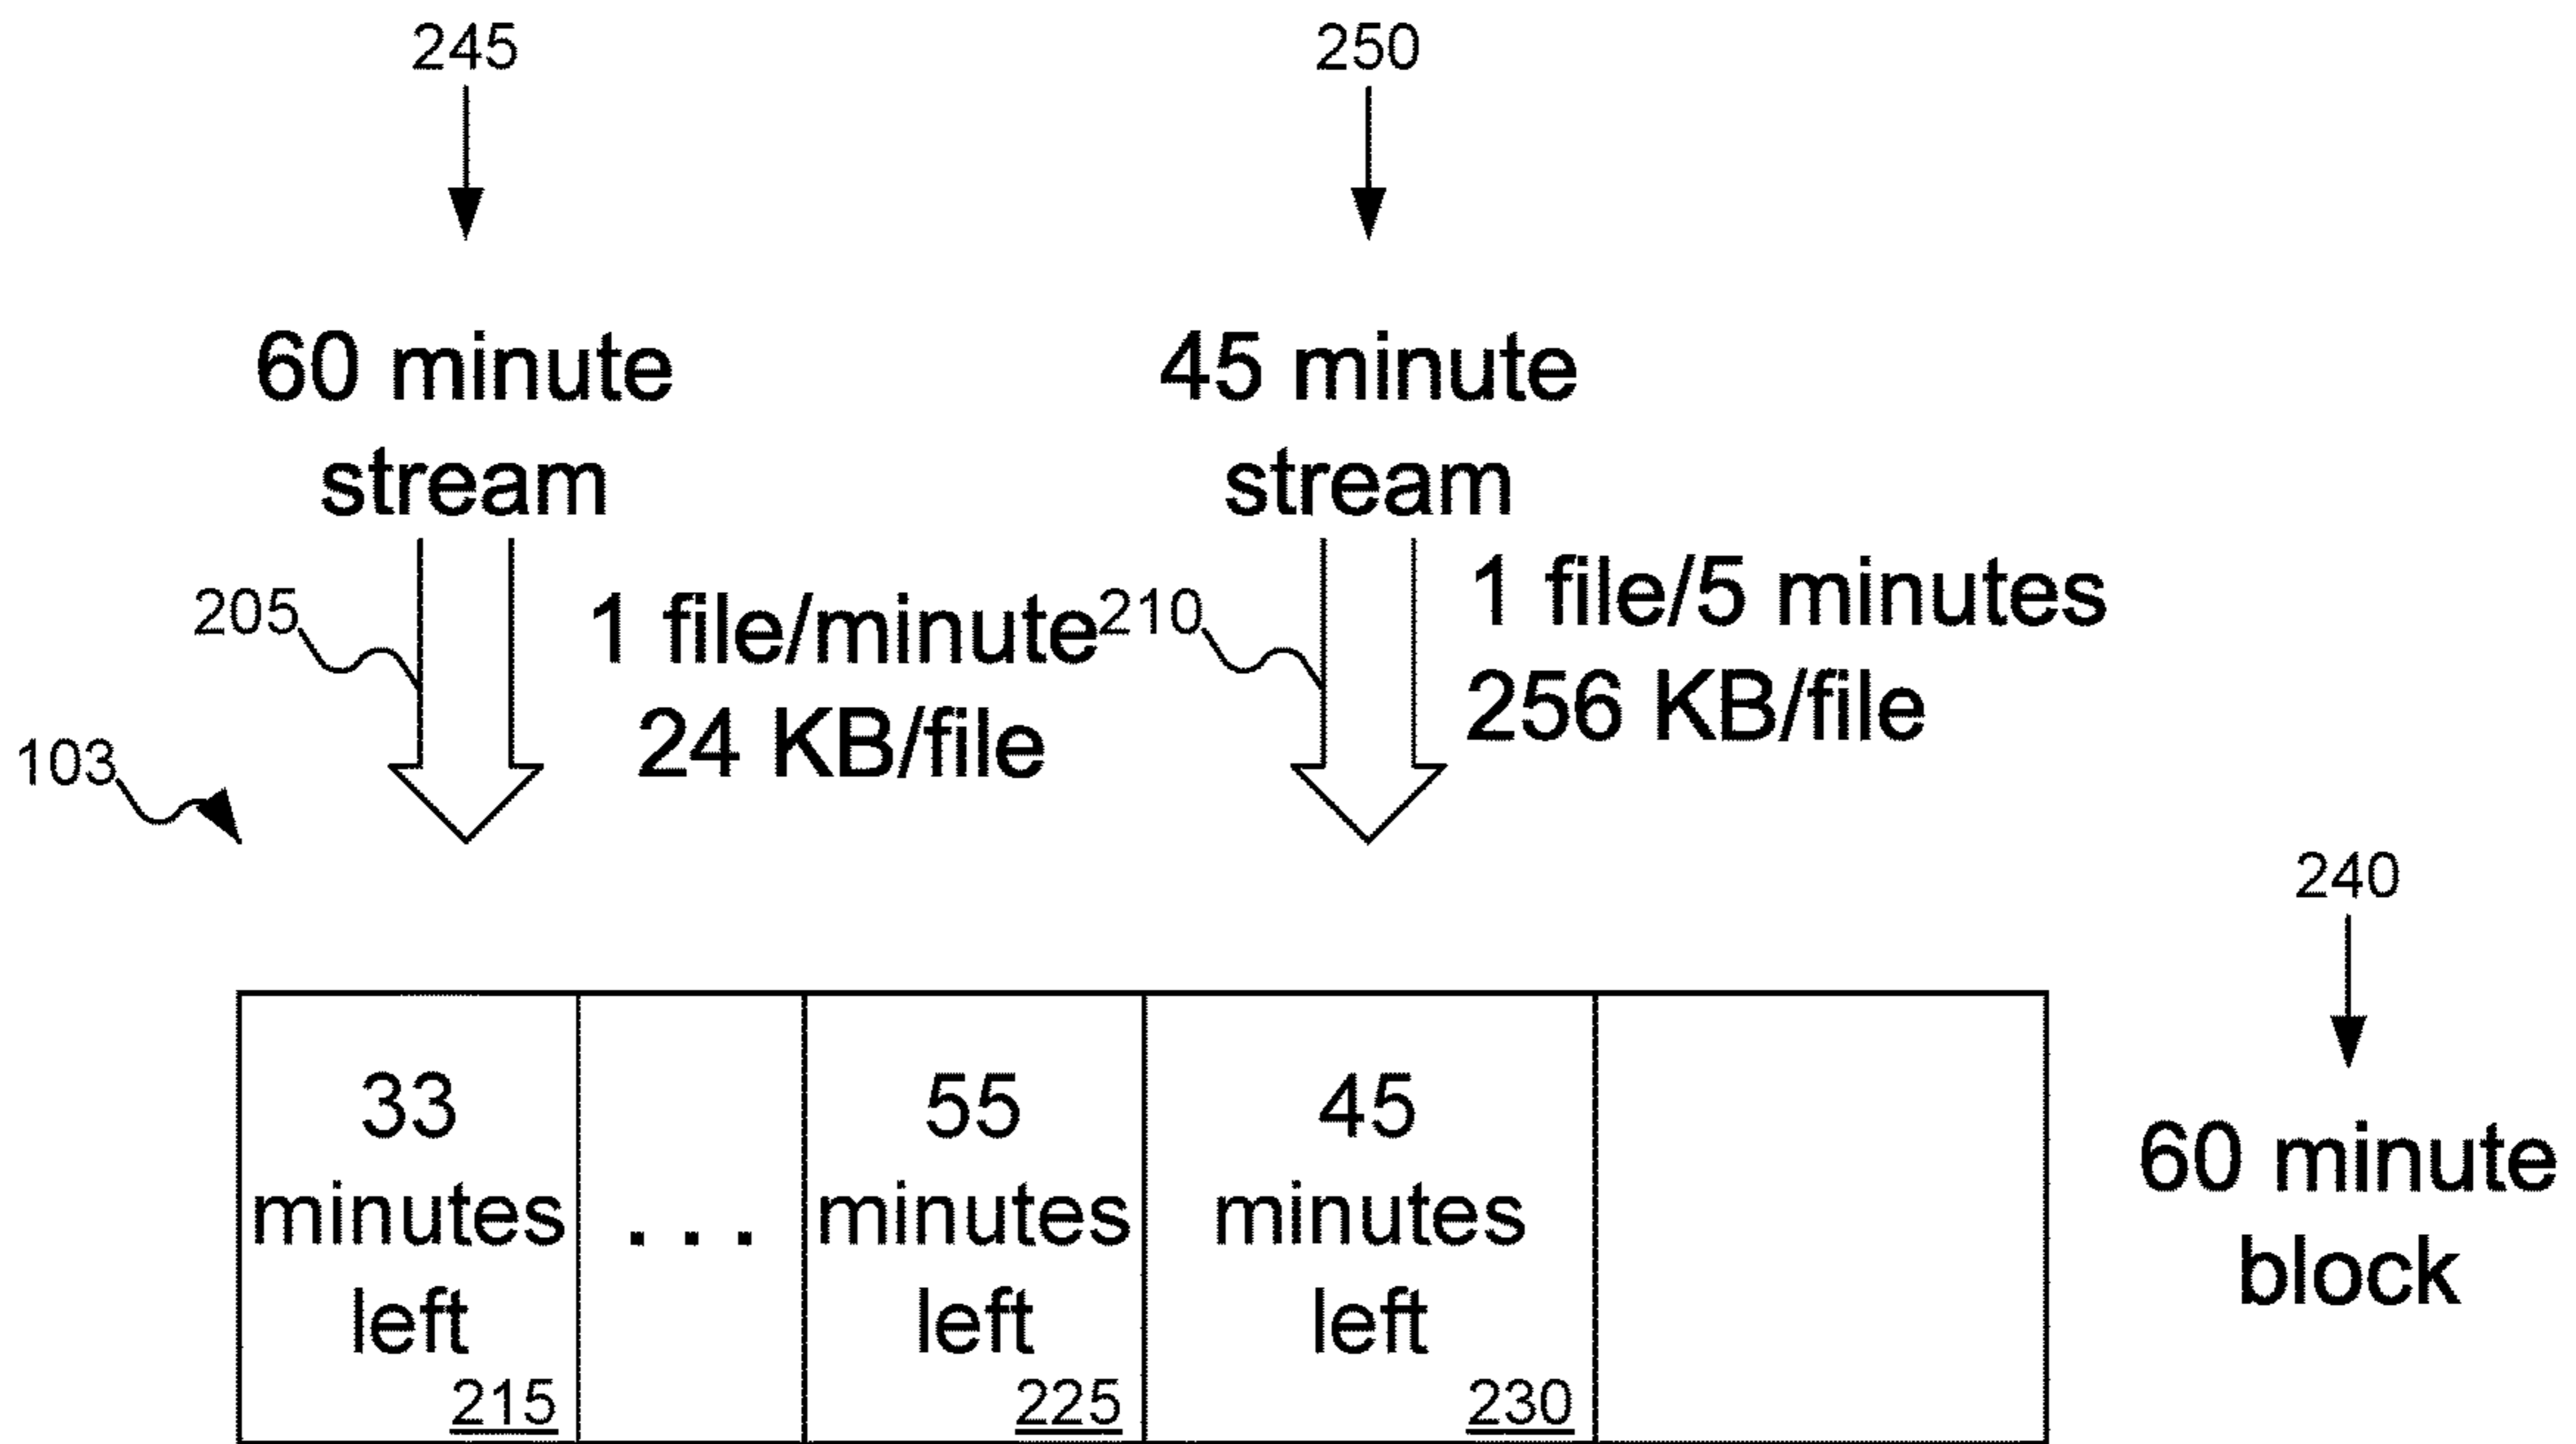 245
250
60 minute
stream
45 minute
stream
205
1 file/minute
24 KB/file
210
1 file/5 minutes
256 KB/file
103
240
33
minutes
left
215
. . .
55
minutes
left
225
45
minutes
left
230
60 minute
block